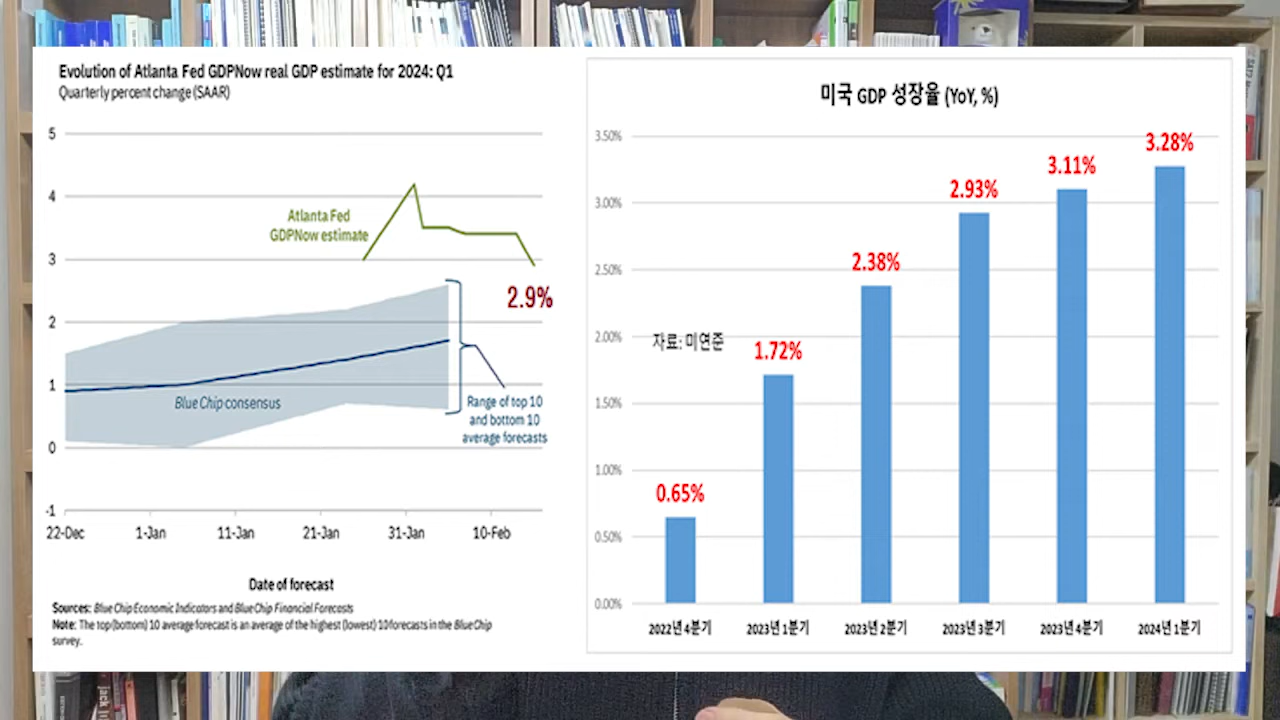 Evolution of Atlanta Fed GDPNow real GDP estimate for 2024: Q1
Quarterly percent change (SAAR)
5
4
3
2
1
0
-1
Atlanta Fed
GDPNow estimate
2.9%
Blue Chip consensus
Range of top 10
and bottom 10
average forecasts
22-Dec
1-Jan
11-Jan
21-Jan
31-Jan
10-Feb
Date of forecast
Sources: Blue Chip Economic Indicators and Blue Chip Financial Forecasts
Note: The top (bottom) 10 average forecast is an average of the highest (lowest) 10 forecasts in the Blue Chip
survey.
미국 GDP 성장율 (YoY, %)
3.50%
3.00%
2.50%
2.00%
1.50%
1.00%
0.50%
0.00%
자료: 미연준
0.65%
1.72%
2.38%
2.93%
3.11%
3.28%
2022년 4분기
2023년 1분기
2023년 2분기
2023년 3분기
2023년 4분기
2024년 1분기